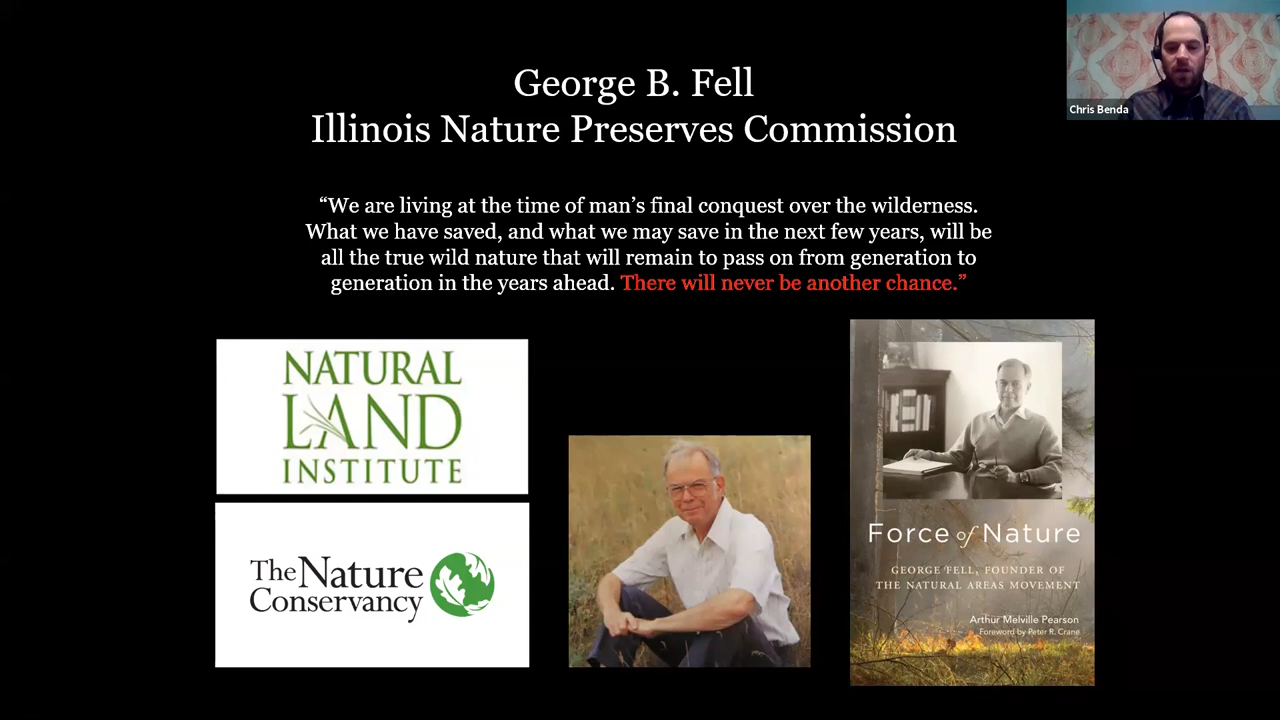 Chris Benda
George B. Fell
Illinois Nature Preserves Commission
“We are living at the time of man’s final conquest over the wilderness.
What we have saved, and what we may save in the next few years, will be
all the true wild nature that will remain to pass on from generation to
generation in the years ahead. There will never be another chance.”
NATURAL
LAND
INSTITUTE
The Nature
Conservancy
Force of Nature
GEORGE FELL, FOUNDER OF
THE NATURAL AREAS MOVEMENT
Arthur Melville Pearson
Foreword by Peter R. Crane